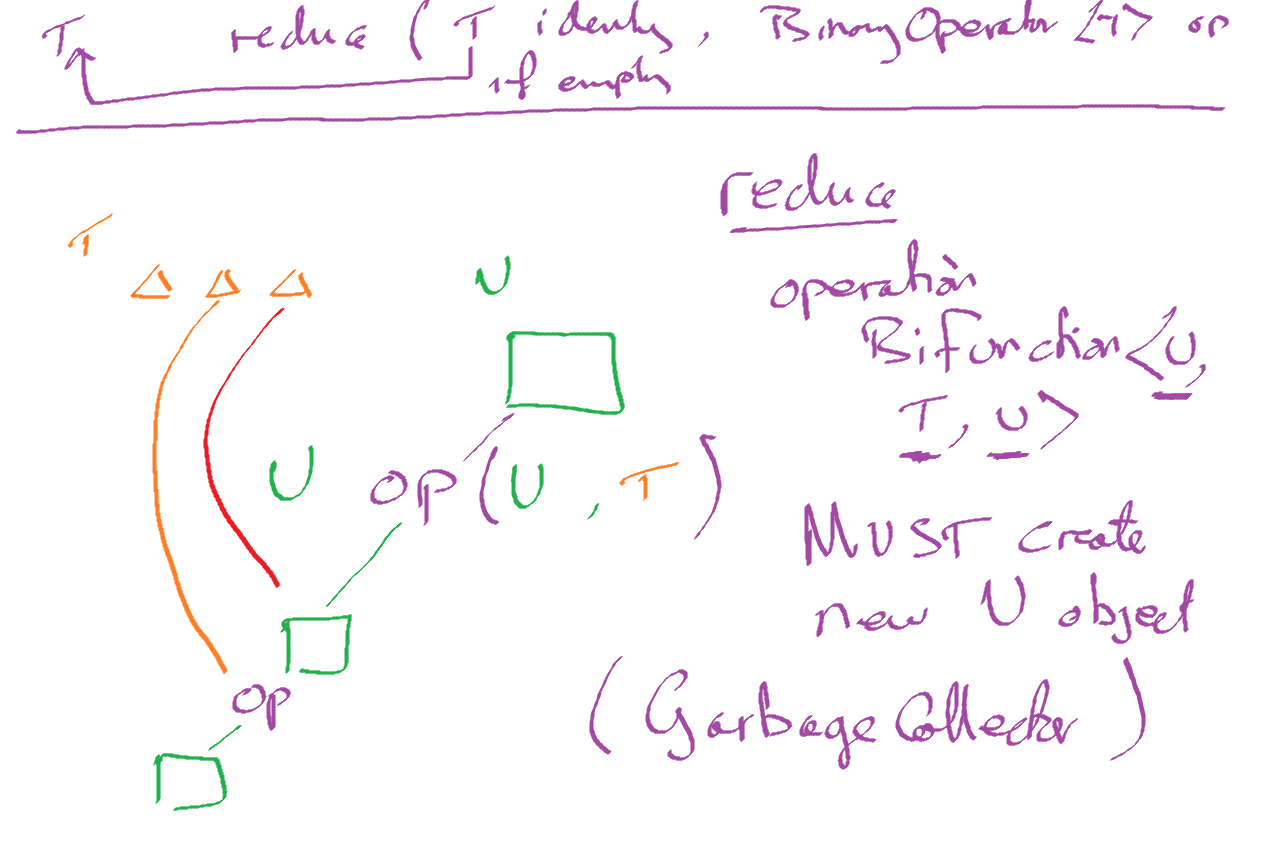 T reduce ( T identity, BinaryOperator <T> op
if empty
reduce
T
U
operation
Bifunction <U,
T, U>
U
op (U, T)
MUST create
new U object
op
(Garbage Collector)